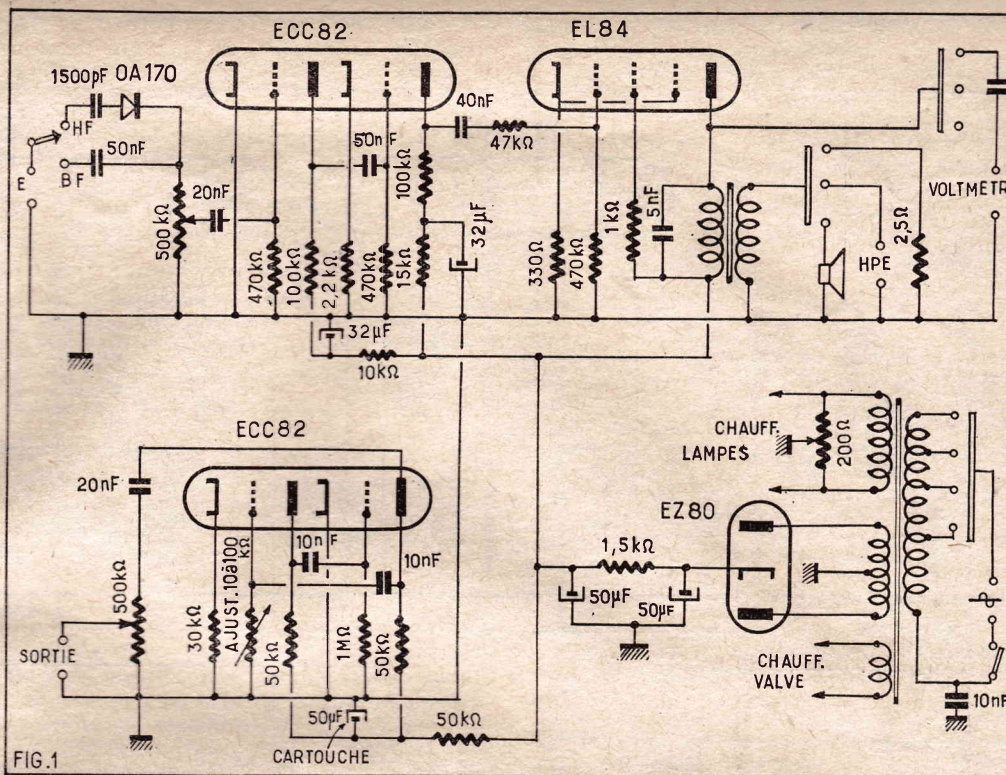 ECC82
EL84
1500pF OA170
HF
BF
50nF
E
20nF
500kΩ
470kΩ
100kΩ
2,2kΩ
50nF
470kΩ
100kΩ
15kΩ
32µF
40nF
47kΩ
330Ω
470kΩ
1kΩ
5nF
HPE
2,5Ω
VOLTMETR
32µF
10kΩ
ECC82
20nF
500kΩ
SORTIE
30kΩ
AJUST.10à100
kΩ
50kΩ
10nF
1MΩ
10nF
50kΩ
50µF
CARTOUCHE
50kΩ
CHAUFF.
LAMPES
200Ω
EZ80
1,5kΩ
50µF
50µF
CHAUFF.
VALVE
10nF
FIG.1